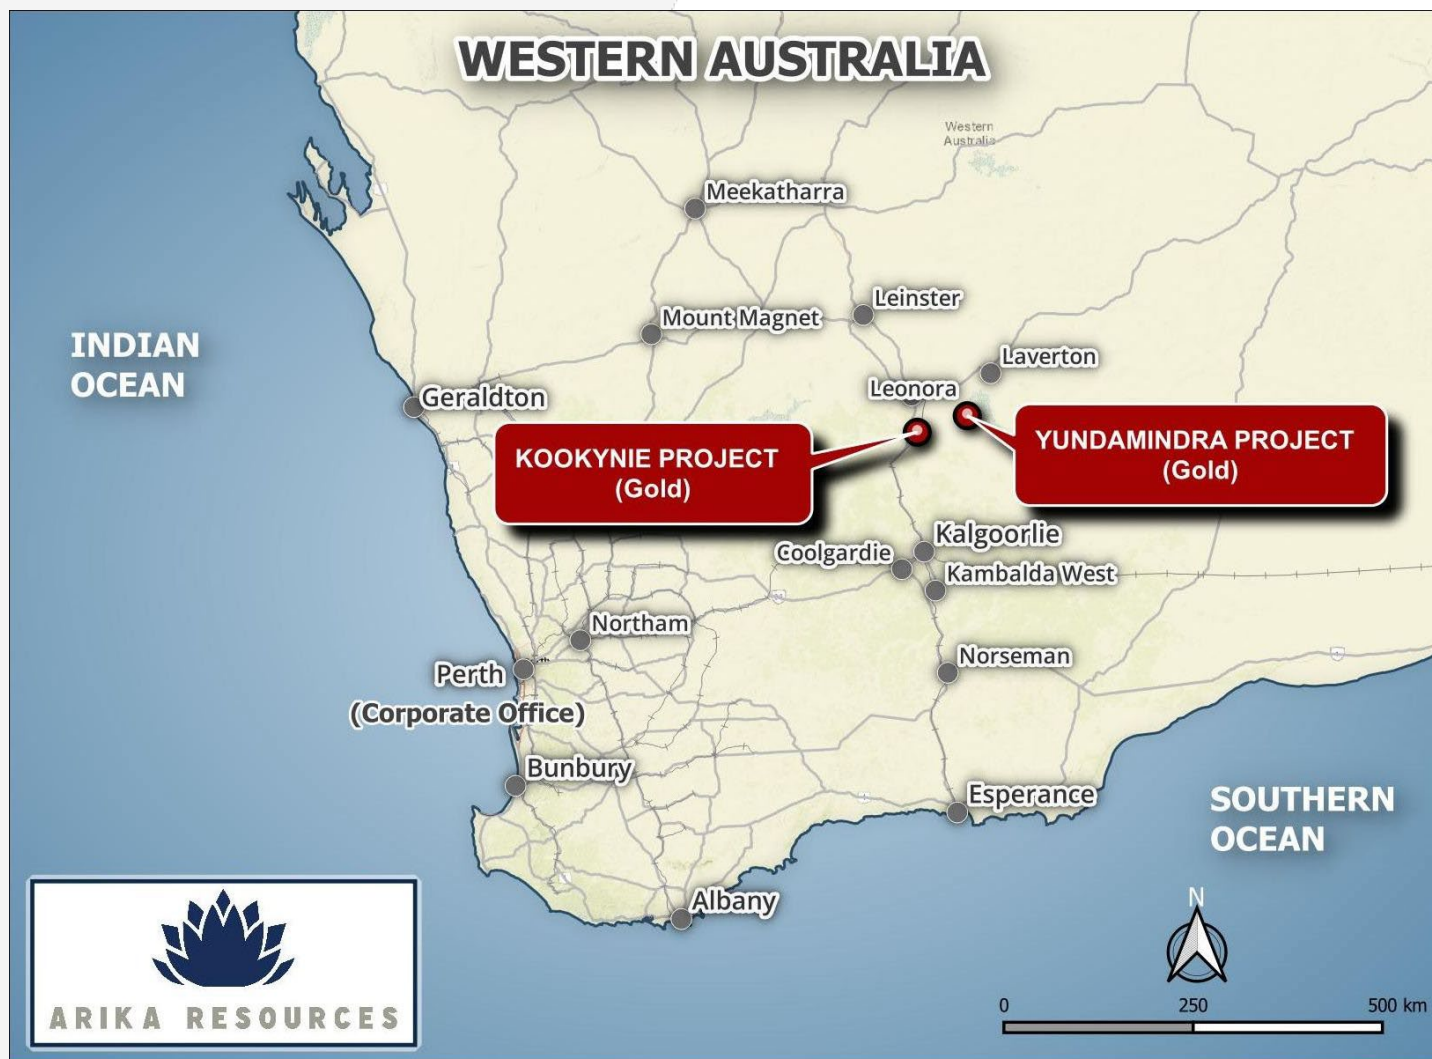 WESTERN AUSTRALIA
Western
Australia
Meekatharra
Leinster
Mount Magnet
Laverton
INDIAN
OCEAN
Leonora
Geraldton
KOOKYNIE PROJECT
(Gold)
YUNDAMINDRA PROJECT
(Gold)
Kalgoorlie
Coolgardie
Kambalda West
Northam
Norseman
Perth
(Corporate Office)
Bunbury
Esperance
SOUTHERN
OCEAN
Albany
N
ARIKA RESOURCES
0 250 500 km